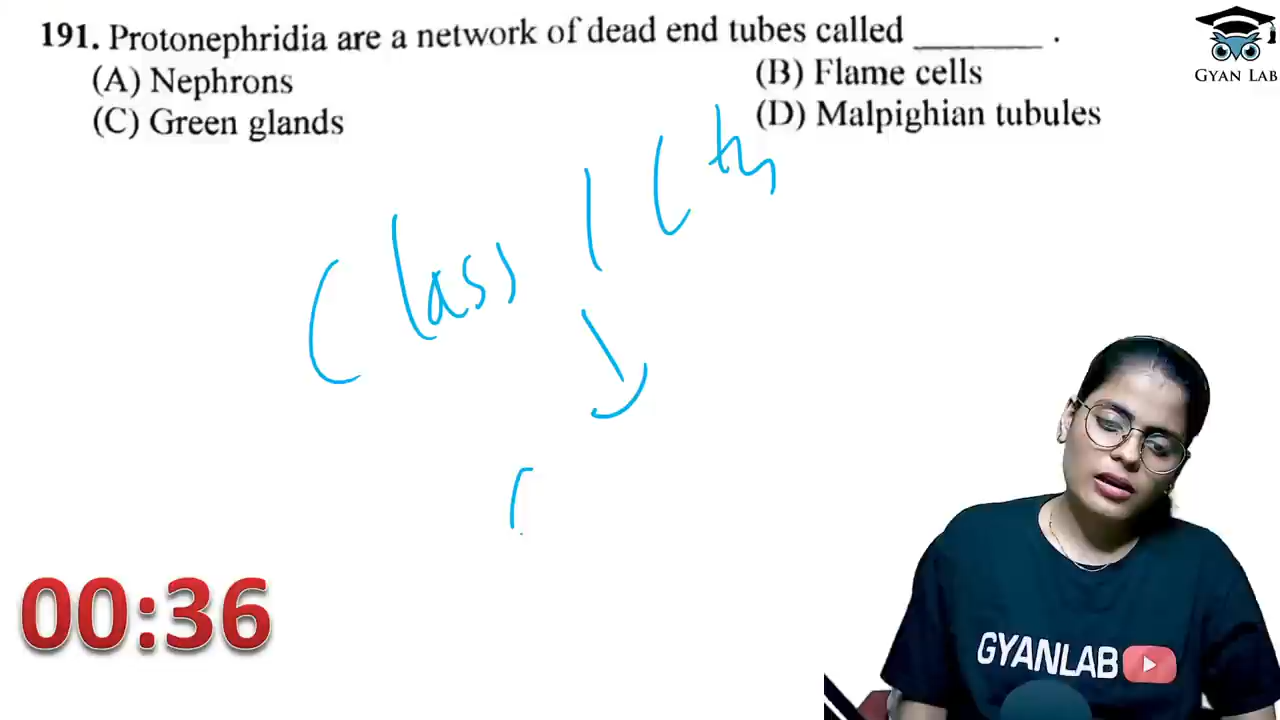 191. Protonephridia are a network of dead end tubes called ________ .
(A) Nephrons
(B) Flame cells
(C) Green glands
(D) Malpighian tubules
GYAN LAB
Class
th
00:36
GYANLAB